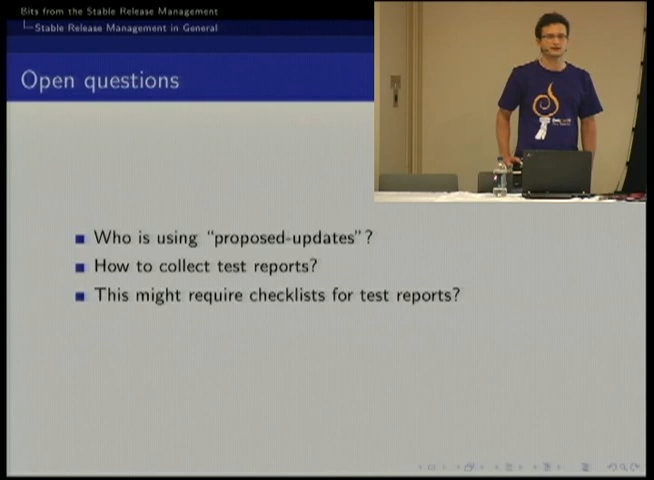 Bits from the Stable Release Management
Stable Release Management in General
Open questions
Who is using "proposed-updates"?
How to collect test reports?
This might require checklists for test reports?